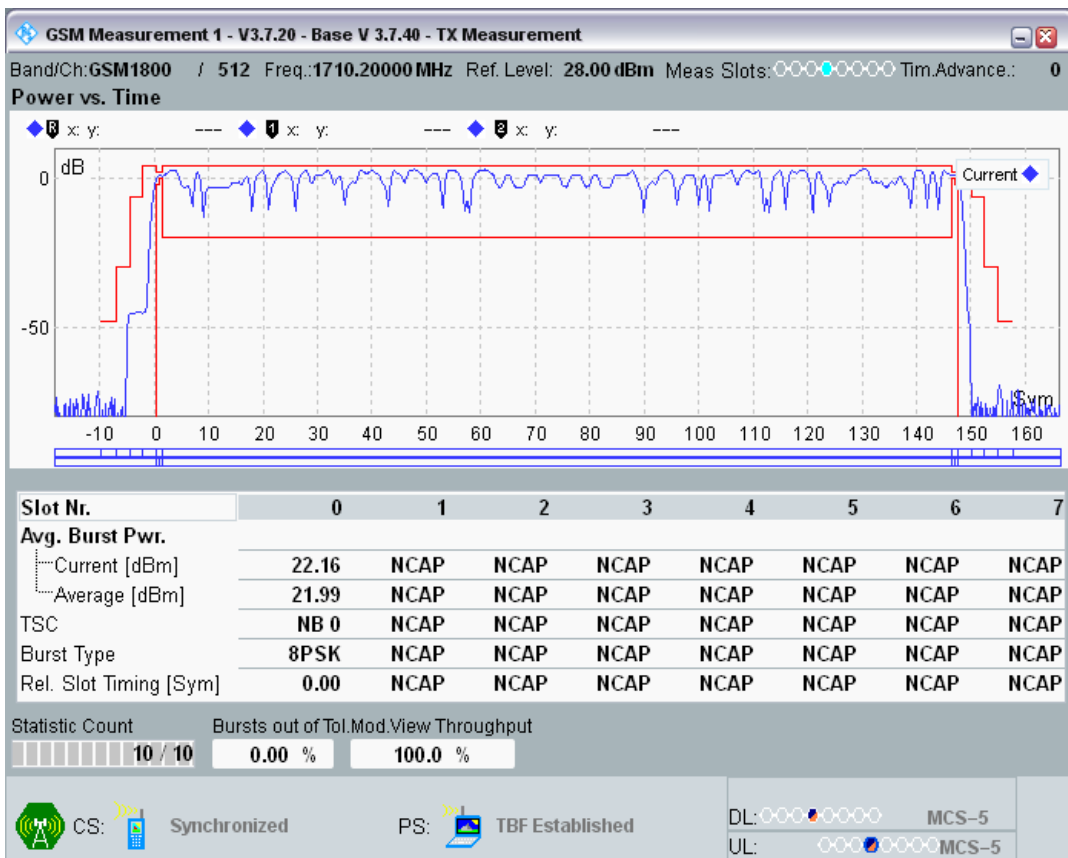 GSM Measurement 1 - V3.7.20 - Base V 3.7.40 - TX Measurement
Band/Ch:GSM1800 / 512 Freq.:1710.20000 MHz Ref. Level: 28.00 dBm Meas Slots: Tim.Advance.: 0
Power vs. Time
R x: y: --- 1 x: y: --- 2 x: y: ---
dB
Current
0
-50
Sym
-10 0 10 20 30 40 50 60 70 80 90 100 110 120 130 140 150 160
Slot Nr. 0 1 2 3 4 5 6 7
Avg. Burst Pwr.
Current [dBm] 22.16 NCAP NCAP NCAP NCAP NCAP NCAP NCAP
Average [dBm] 21.99 NCAP NCAP NCAP NCAP NCAP NCAP NCAP
TSC NB 0 NCAP NCAP NCAP NCAP NCAP NCAP NCAP
Burst Type 8PSK NCAP NCAP NCAP NCAP NCAP NCAP NCAP
Rel. Slot Timing [Sym] 0.00 NCAP NCAP NCAP NCAP NCAP NCAP NCAP
Statistic Count Bursts out of Tol.Mod.View Throughput
10 / 10 0.00 % 100.0 %
CS: Synchronized PS: TBF Established
DL: MCS-5
UL: MCS-5